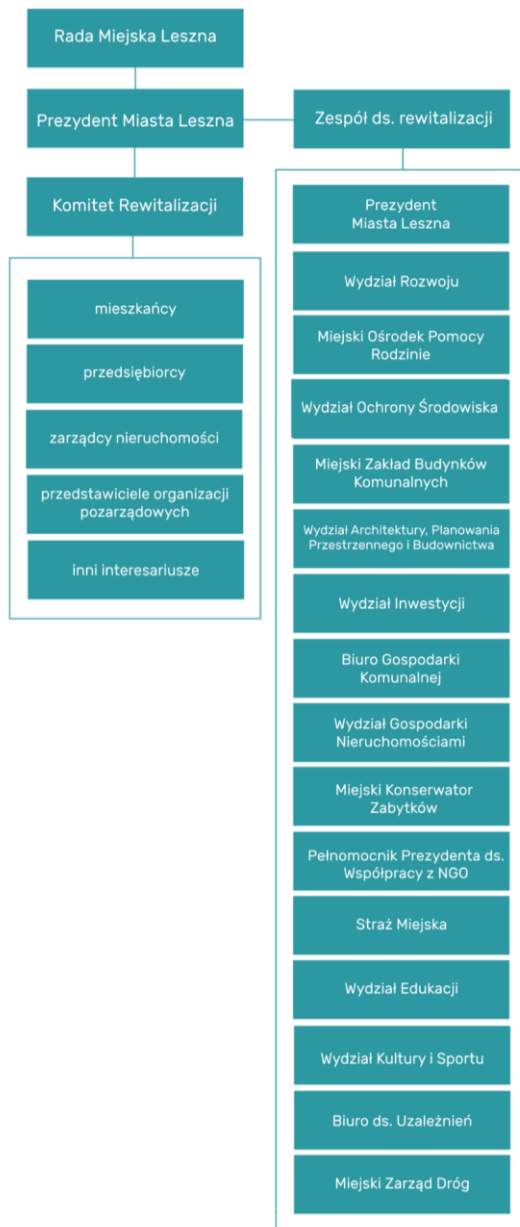 Rada Miejska Leszna
Prezydent Miasta Leszna
Zespół ds. rewitalizacji
Komitet Rewitalizacji
mieszkańcy
przedsiębiorcy
zarządcy nieruchomości
przedstawiciele organizacji
pozarządowych
inni interesariusze
Prezydent
Miasta Leszna
Wydział Rozwoju
Miejski Ośrodek Pomocy
Rodzinie
Wydział Ochrony Środowiska
Miejski Zakład Budynków
Komunalnych
Wydział Architektury, Planowania
Przestrzennego i Budownictwa
Wydział Inwestycji
Biuro Gospodarki
Komunalnej
Wydział Gospodarki
Nieruchomościami
Miejski Konserwator
Zabytków
Pełnomocnik Prezydenta ds.
Współpracy z NGO
Straż Miejska
Wydział Edukacji
Wydział Kultury i Sportu
Biuro ds. Uzależnień
Miejski Zarząd Dróg